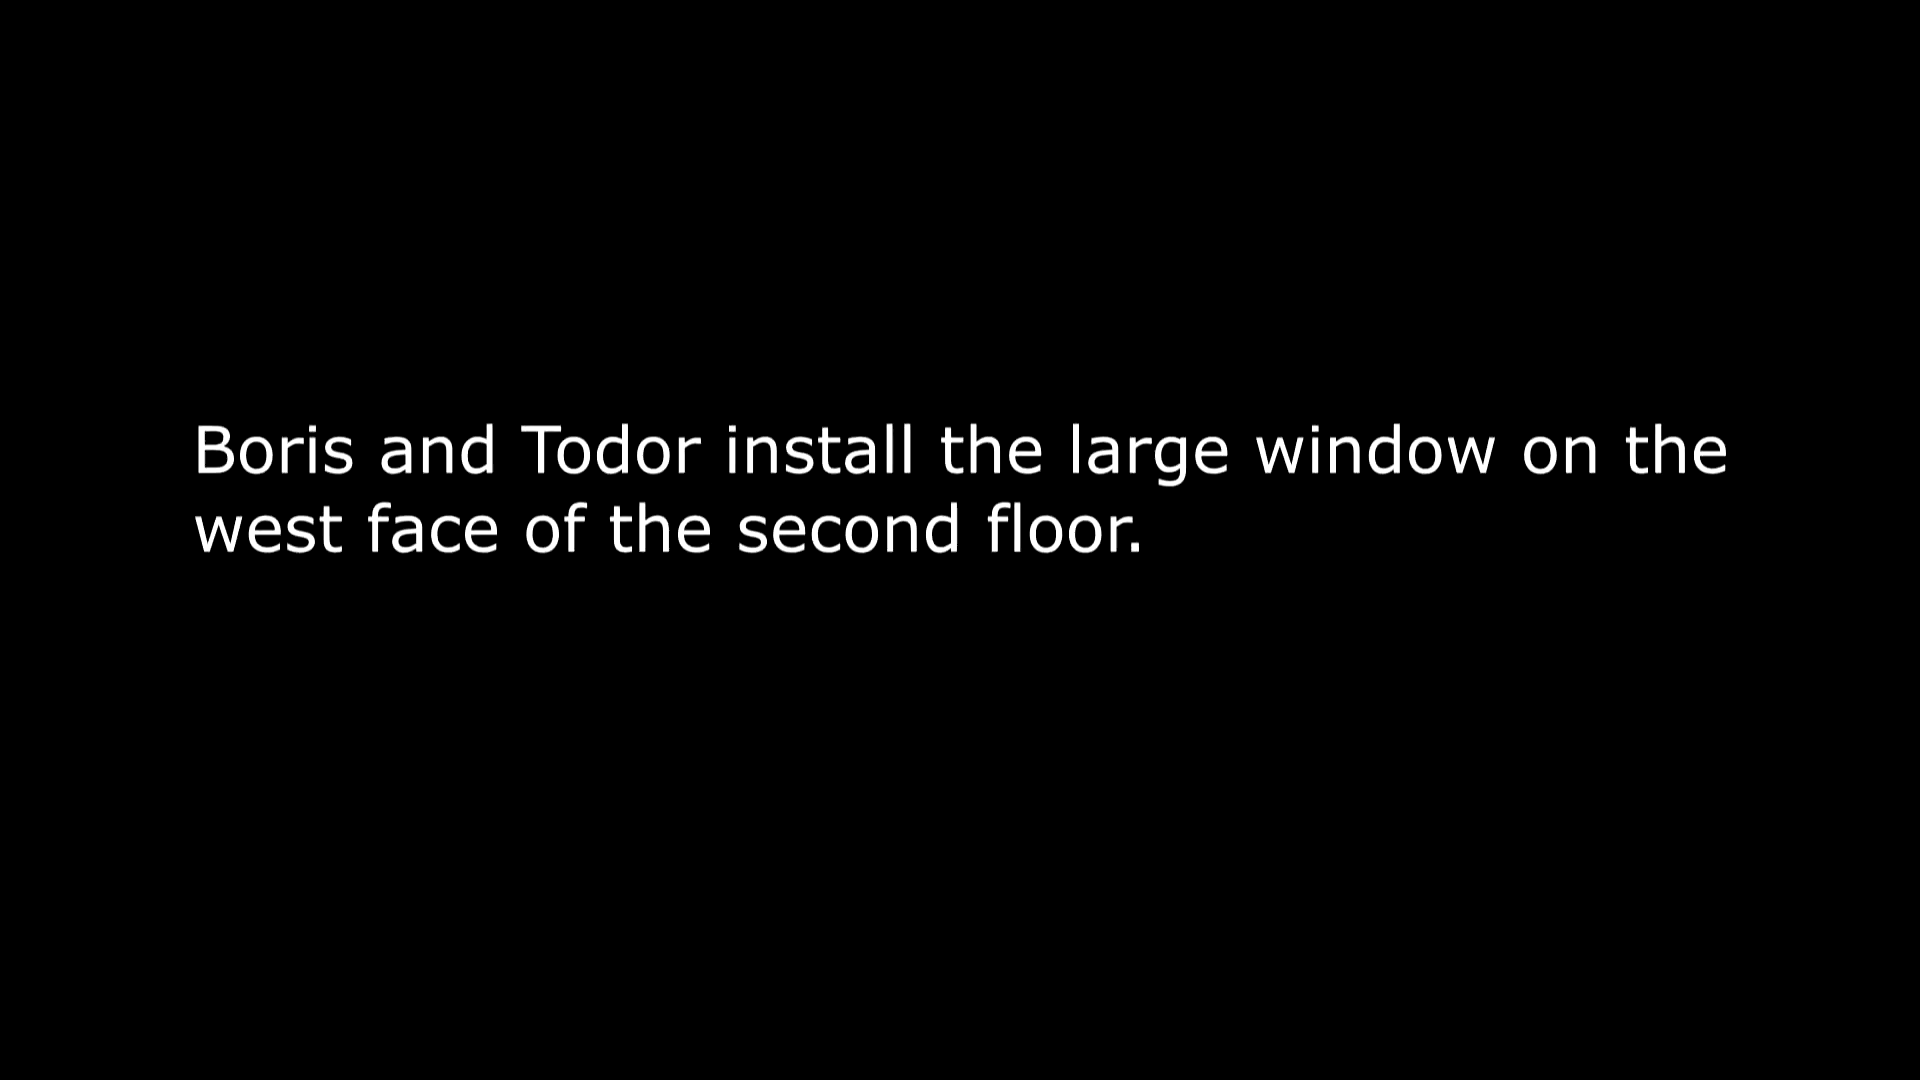 Boris and Todor install the large window on the
west face of the second floor.